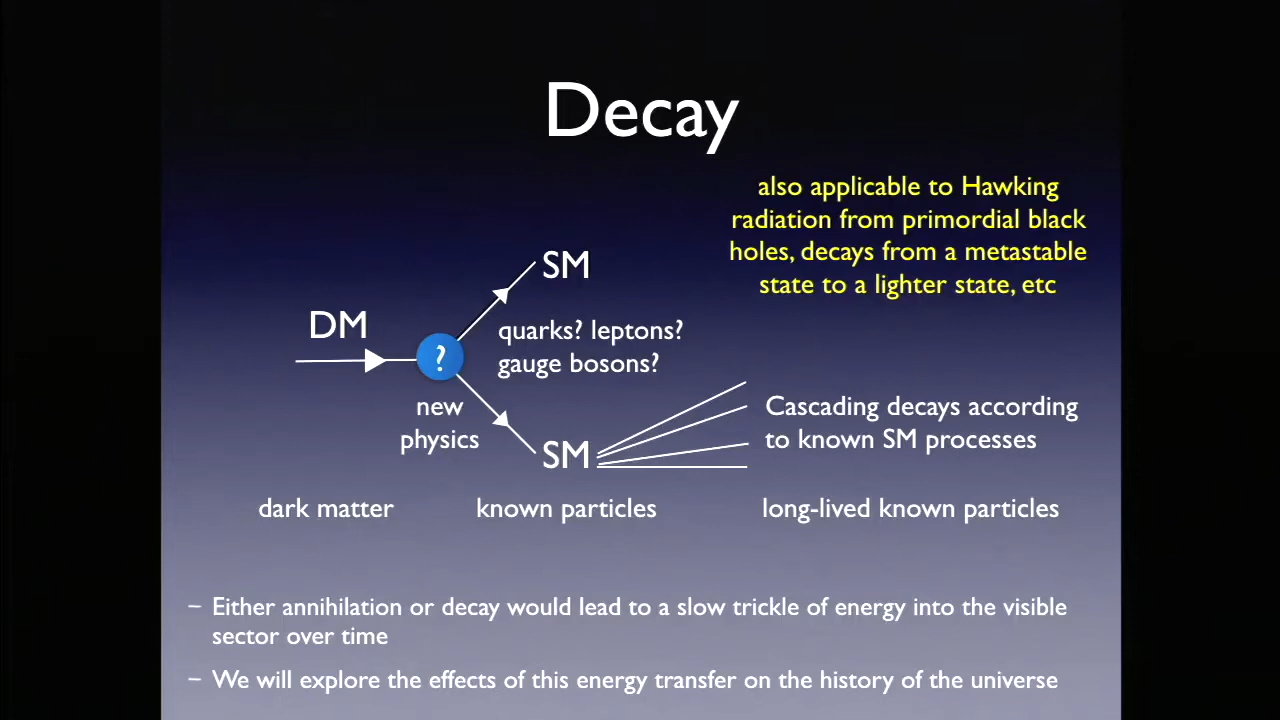 Decay
also applicable to Hawking
radiation from primordial black
holes, decays from a metastable
state to a lighter state, etc
SM
DM
quarks? leptons?
gauge bosons?
?
new
physics
Cascading decays according
to known SM processes
SM
dark matter
known particles
long-lived known particles
– Either annihilation or decay would lead to a slow trickle of energy into the visible
sector over time
– We will explore the effects of this energy transfer on the history of the universe